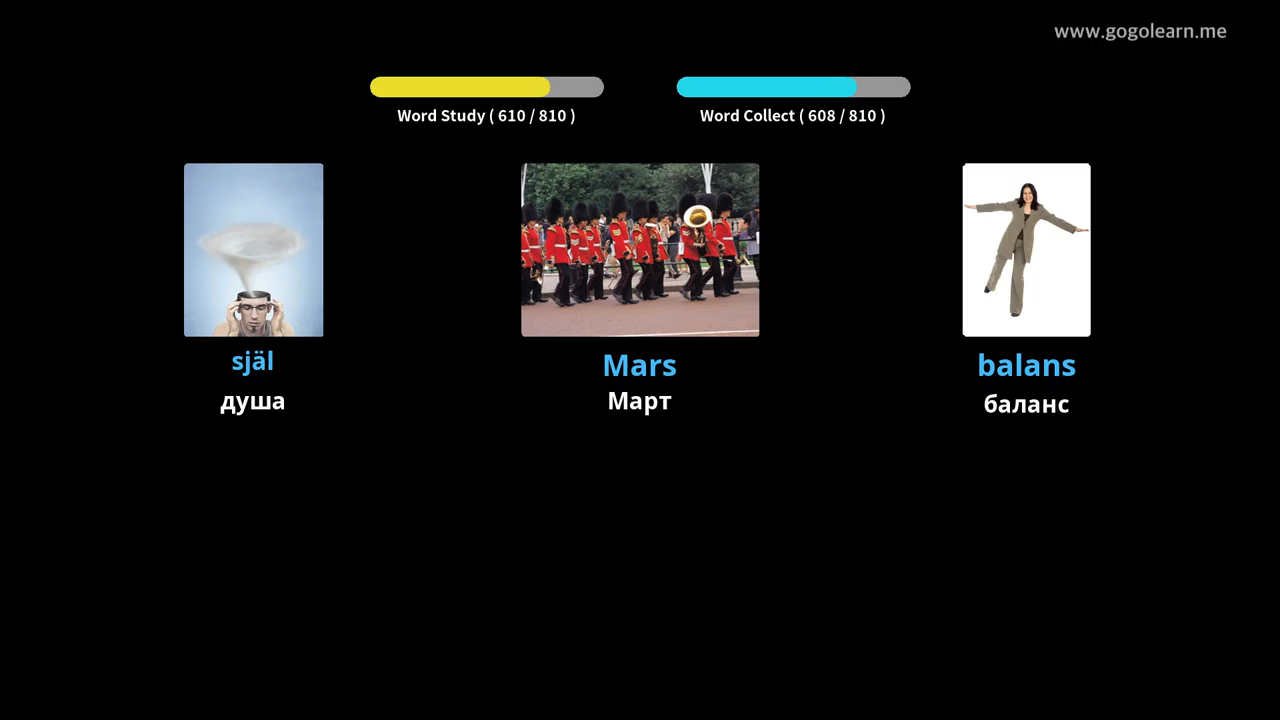 www.gogolearn.me
Word Study ( 610 / 810 )
Word Collect ( 608 / 810 )
själ
Mars
balans
душа
Март
баланс